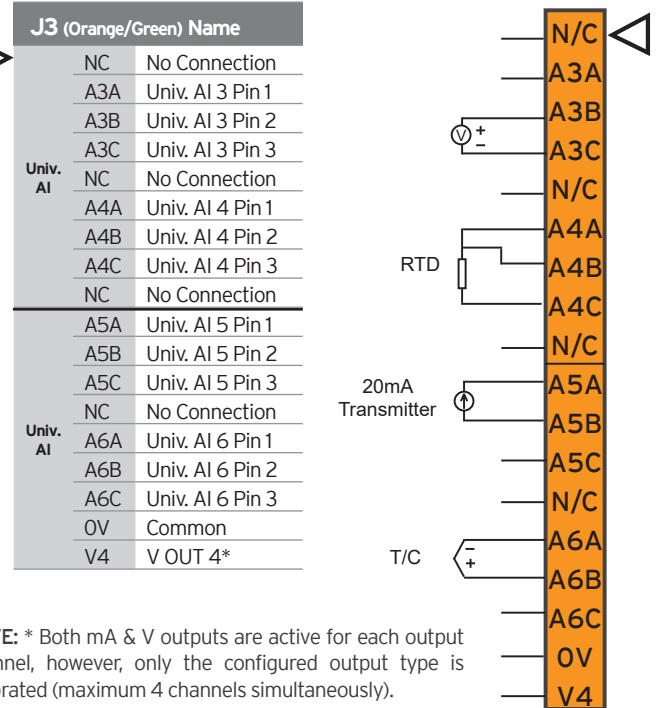 J3 (Orange/Green) Name
NC No Connection
A3A Univ. AI 3 Pin 1
A3B Univ. AI 3 Pin 2
A3C Univ. AI 3 Pin 3
Univ. AI
NC No Connection
A4A Univ. AI 4 Pin 1
A4B Univ. AI 4 Pin 2
A4C Univ. AI 4 Pin 3
NC No Connection
A5A Univ. AI 5 Pin 1
A5B Univ. AI 5 Pin 2
A5C Univ. AI 5 Pin 3
NC No Connection
Univ. AI
A6A Univ. AI 6 Pin 1
A6B Univ. AI 6 Pin 2
A6C Univ. AI 6 Pin 3
0V Common
V4 V OUT 4*
N/C
A3A
A3B
V + −
A3C
N/C
A4A
RTD
A4B
A4C
N/C
A5A
20mA
Transmitter
A5B
A5C
N/C
A6A
T/C − +
A6B
A6C
0V
V4
TE: * Both mA & V outputs are active for each output
nnel, however, only the configured output type is
brated (maximum 4 channels simultaneously).